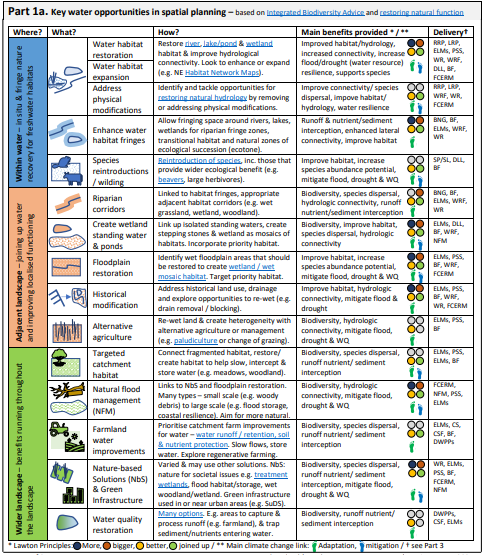 Part 1a. Key water opportunities in spatial planning – based on Integrated Biodiversity Advice and restoring natural function
Where? What? How? Main benefits provided * / ** Delivery†
Within water – in situ & fringe nature
recovery for freshwater habitats
Water habitat
restoration
Water habitat
expansion
Restore river, lake/pond & wetland
habitat & improve hydrological
connectivity. Look to enhance or expand
(e.g. NE Habitat Network Maps).
Improved habitat/hydrology,
increased connectivity, increase
flood/drought (water resource)
resilience, supports species
RRP, LRP,
ELMS, PSS,
WR, WRF,
DLL, BF,
FCERM
Address
physical
modifications
Identify and tackle opportunities for
restoring natural hydrology by removing
or addressing physical modifications.
Improve connectivity/ species
dispersal, improve habitat/
hydrology, water resilience
RRP, LRP,
WRF, WR,
FCERM
Enhance water
habitat fringes
Allow fringing space around rivers, lakes,
wetlands for riparian fringe zones,
transitional habitat and natural zones of
ecological succession (ecotone).
Runoff & nutrient/sediment
interception, enhanced lateral
connectivity, improve habitat
BNG, BF,
ELMs, WRF,
WR
Species
reintroductions
/ wilding
Reintroduction of species, inc. those that
provide wider ecological benefit (e.g.
beavers, large herbivores).
Improve habitat, increase
species abundance potential,
mitigate flood, drought & WQ
SP/SL, DLL,
BF
Adjacent landscape – joining up water
and improving localised functioning
Riparian
corridors
Linked to habitat fringes, appropriate
adjacent habitat corridors (e.g. wet
grassland, wetland, woodland).
Biodiversity, species dispersal,
hydrologic connectivity, runoff
nutrient/sediment interception
BNG, BF,
ELMs, WRF,
WR
Create wetland
standing water
& ponds
Link up isolated standing waters, create
stepping stones & wetland as mosaics of
habitats. Incorporate priority habitat.
Biodiversity, improve habitat,
species dispersal, hydrologic
connectivity
ELMs, DLL,
BF, WRF,
NFM
Floodplain
restoration
Identify wet floodplain areas that
should be restored to create wetland / wet
mosaic habitat. Target priority habitat.
Improve habitat, increase
species abundance potential,
mitigate flood, drought & WQ
ELMs, PSS,
BF, WRF,
FCERM
Historical
modification
Address historical land use, drainage
and explore opportunities to re-wet (e.g.
drain removal / blocking).
Improve habitat, hydrologic
connectivity, mitigate flood &
drought
ELMs, PSS,
BF, WRF,
WR, FCERM
Alternative
agriculture
Re-wet land & create heterogeneity with
alternative agriculture or management
(e.g. paludiculture or change of grazing).
Biodiversity, hydrologic
connectivity, mitigate flood,
drought & WQ
ELMs, PSS,
BF
Wider landscape – benefits running throughout
the landscape
Targeted
catchment
habitat
Connect fragmented habitat, restore/
create habitat to help slow, intercept &
store water (e.g. meadows, woodland).
Biodiversity, species dispersal,
runoff nutrient/ sediment
interception
ELMs, PSS,
ELMs, BF
Natural flood
management
(NFM)
Links to NbS and floodplain restoration.
Many types – small scale (e.g. woody
debris) to large scale (e.g. flood storage,
coastal resilience). Aim for more natural.
Biodiversity, hydrologic
connectivity, mitigate flood,
drought & WQ
FCERM,
NFM, PSS,
ELMs
Farmland
water
improvements
Prioritise catchment farm improvements
for water – water runoff / retention, soil
& nutrient protection. Slow flows, store
water. Explore regenerative farming.
Biodiversity, species dispersal,
runoff nutrient/ sediment
interception
ELMs, CS,
CSF, BF,
DWPPs
Nature-based
Solutions (NbS)
& Green
Infrastructure
Varied & may use other solutions. NbS:
nature for societal issues e.g. treatment
wetlands, flood habitat/storage, wet
woodland/wetland. Green infrastructure
used in or near urban areas (e.g. SuDS).
Biodiversity, species dispersal,
runoff nutrient/ sediment
interception, mitigate flood,
drought & WQ
WR, ELMs,
PSS, BF,
NFM,
FCERM
Water quality
restoration
Many options. E.g. areas to capture &
process runoff (e.g. farmland), & trap
sediment/nutrients entering water.
Biodiversity, runoff nutrient/
sediment interception
DWPPs,
CSF, ELMs
* Lawton Principles: More, bigger, better, joined up / ** Main climate change link: Adaptation, mitigation / † see Part 3